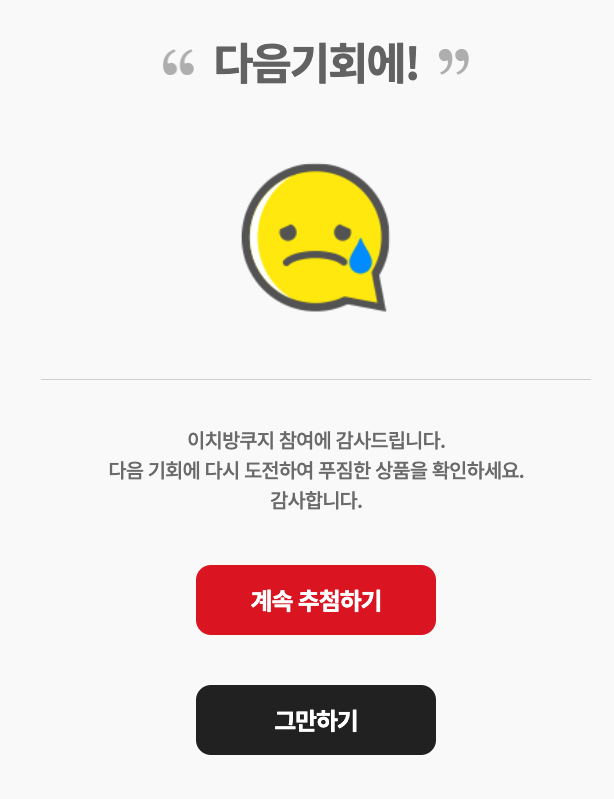 “ 다음기회에! ”
이치방쿠지 참여에 감사드립니다.
다음 기회에 다시 도전하여 푸짐한 상품을 확인하세요.
감사합니다.
계속 추첨하기
그만하기